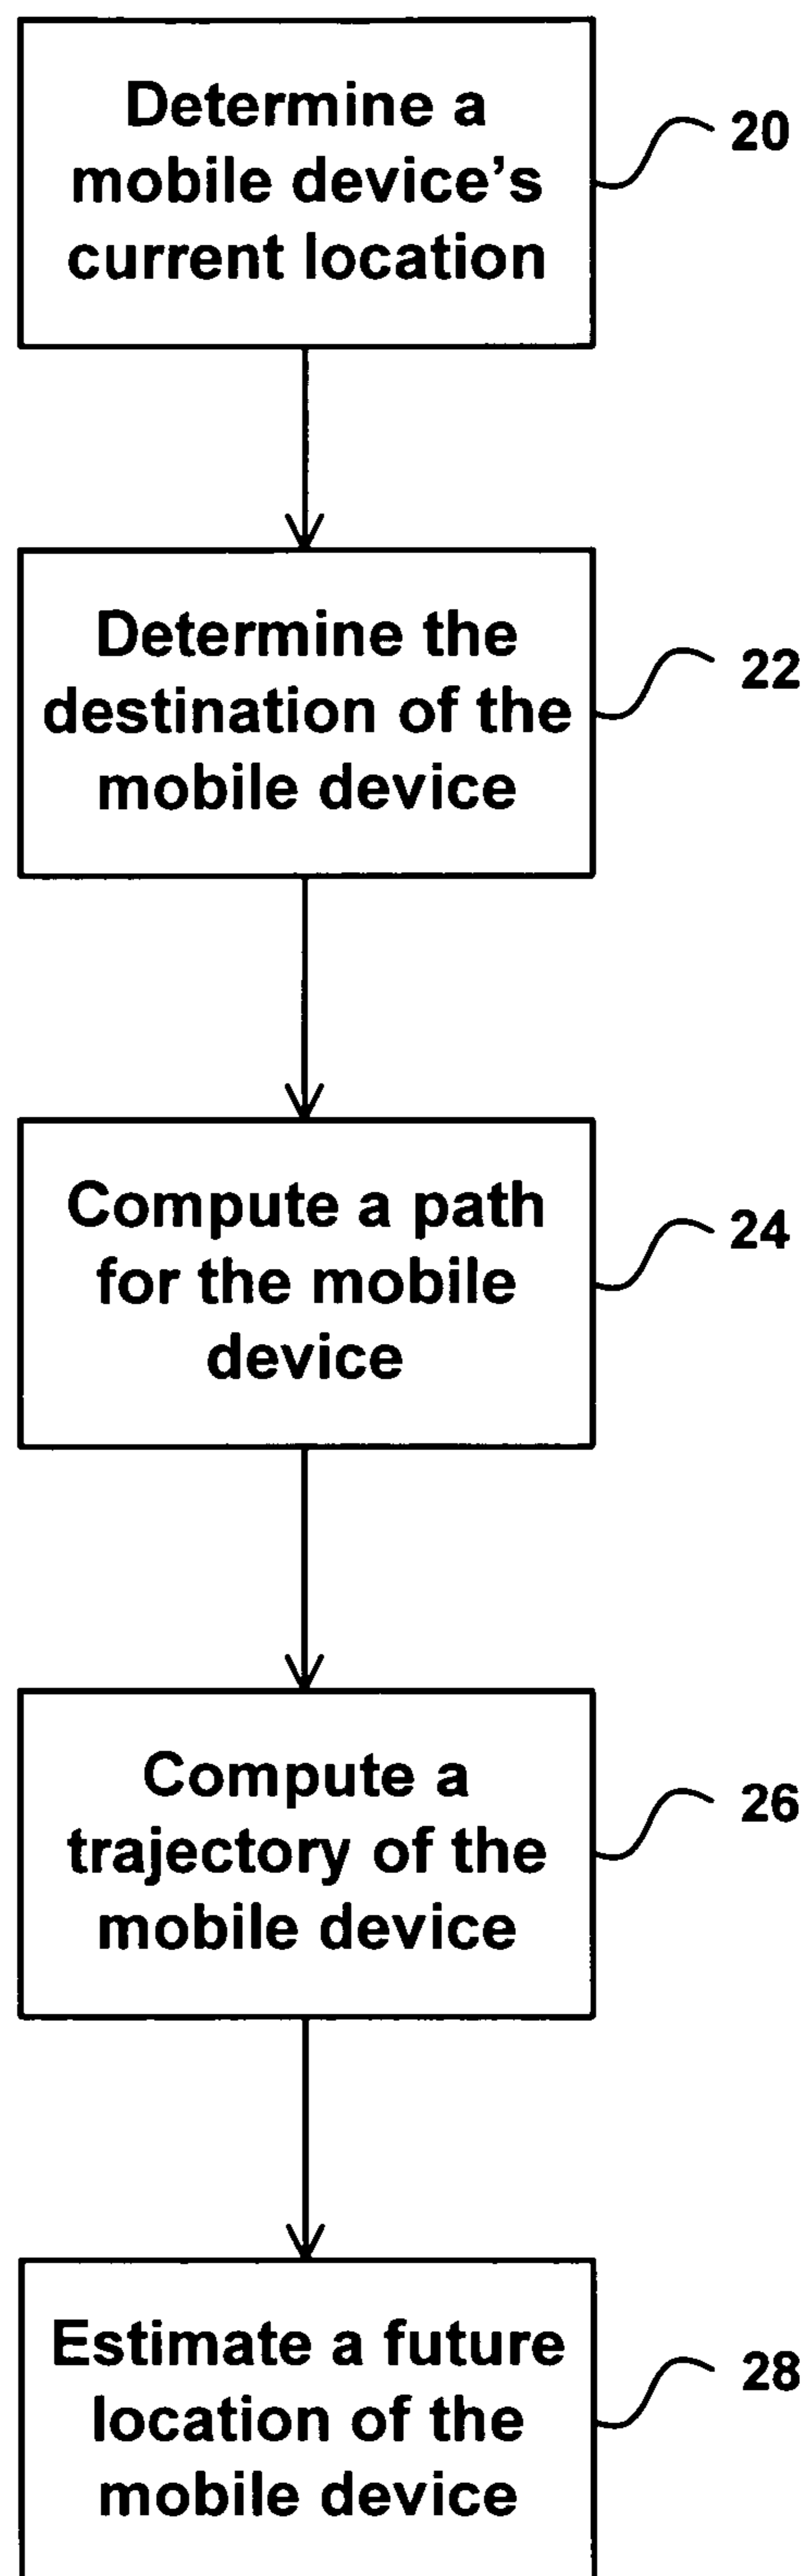 Determine a
mobile device’s
current location
20
Determine the
destination of the
mobile device
22
Compute a path
for the mobile
device
24
Compute a
trajectory of the
mobile device
26
Estimate a future
location of the
mobile device
28